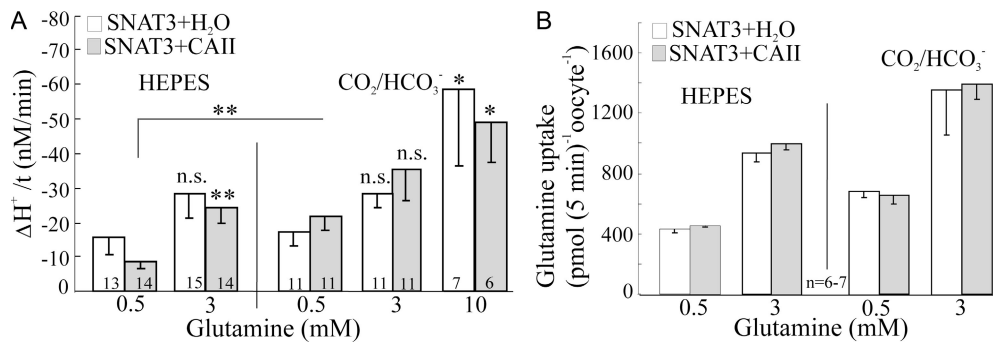 A
-80
-70
-60
-50
-40
-30
-20
-10
0
ΔH⁺/t (nM/min)
SNAT3+H₂O
SNAT3+CAII
HEPES
CO₂/HCO₃⁻
**
n.s.
**
n.s.
n.s.
*
*
13 14 15 14 11 11 11 11 7 6
0.5 3 0.5 3 10
Glutamine (mM)
B
1600
1400
1000
800
400
0
Glutamine uptake
(pmol (5 min)⁻¹ oocyte⁻¹
SNAT3+H₂O
SNAT3+CAII
HEPES
CO₂/HCO₃⁻
n=6-7
0.5 3 0.5 3
Glutamine (mM)